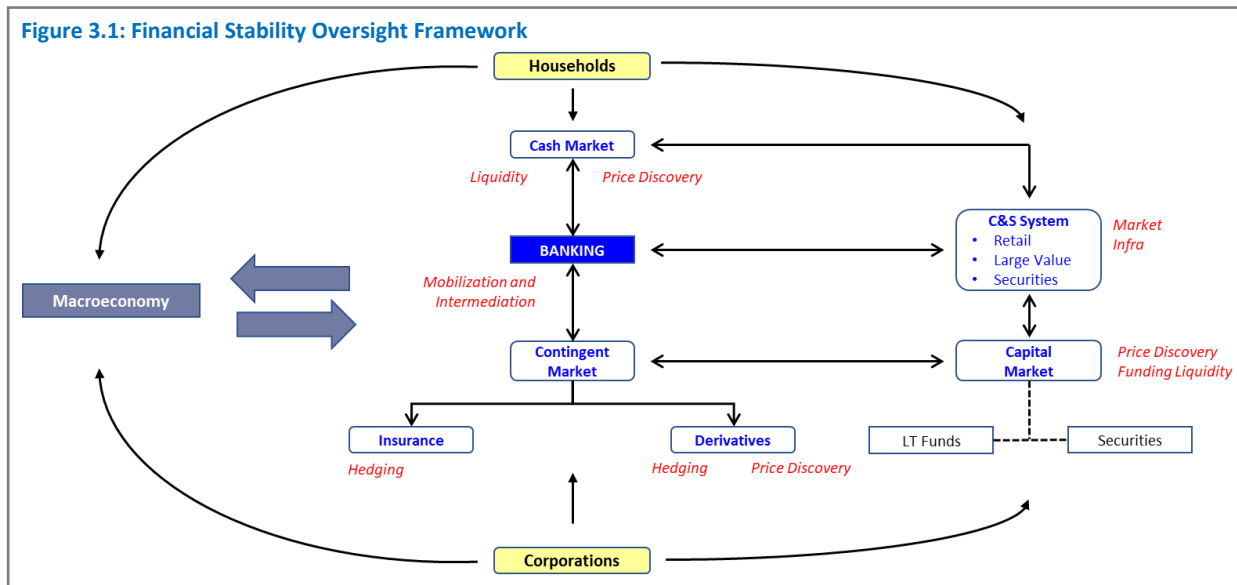 Figure 3.1: Financial Stability Oversight Framework
Households
Cash Market
Liquidity
Price Discovery
C&S System
• Retail
• Large Value
• Securities
Market
Infra
BANKING
Mobilization and
Intermediation
Macroeconomy
Contingent
Market
Capital
Market
Price Discovery
Funding Liquidity
Insurance
Derivatives
LT Funds
Securities
Hedging
Hedging
Price Discovery
Corporations